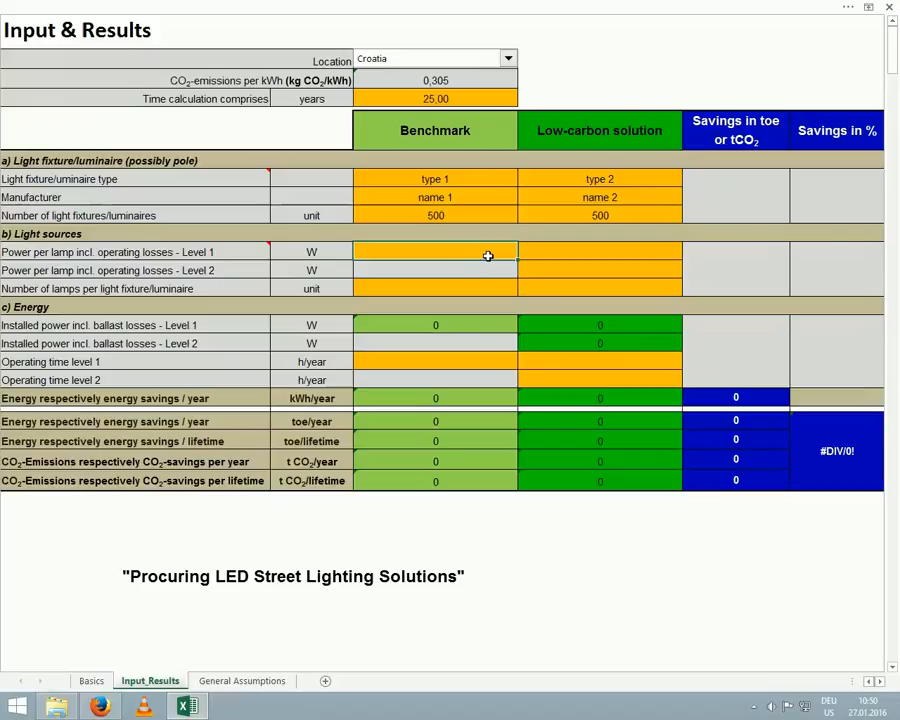 Input & Results
Location Croatia
CO₂-emissions per kWh (kg CO₂/kWh) 0,305
Time calculation comprises years 25,00
Benchmark Low-carbon solution Savings in toe or tCO₂ Savings in %
a) Light fixture/luminaire (possibly pole)
Light fixture/uminaire type type 1 type 2
Manufacturer name 1 name 2
Number of light fixtures/luminaires unit 500 500
b) Light sources
Power per lamp incl. operating losses - Level 1 W
Power per lamp incl. operating losses - Level 2 W
Number of lamps per light fixture/luminaire unit
c) Energy
Installed power incl. ballast losses - Level 1 W 0 0
Installed power incl. ballast losses - Level 2 W 0
Operating time level 1 h/year
Operating time level 2 h/year
Energy respectively energy savings / year kWh/year 0 0 0
Energy respectively energy savings / year toe/year 0 0 0
Energy respectively energy savings / lifetime toe/lifetime 0 0 0
#DIV/0!
CO₂-Emissions respectively CO₂-savings per year t CO₂/year 0 0 0
CO₂-Emissions respectively CO₂-savings per lifetime t CO₂/lifetime 0 0 0
"Procuring LED Street Lighting Solutions"
Basics Input_Results General Assumptions
DEU 10:50
US 27.01.2016